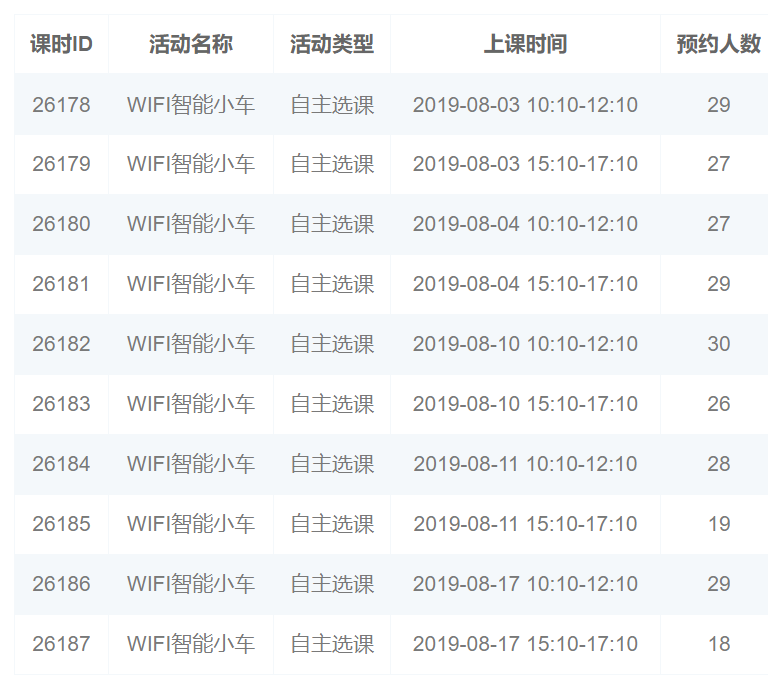 课时ID 活动名称 活动类型 上课时间 预约人数
26178 WIFI智能小车 自主选课 2019-08-03 10:10-12:10 29
26179 WIFI智能小车 自主选课 2019-08-03 15:10-17:10 27
26180 WIFI智能小车 自主选课 2019-08-04 10:10-12:10 27
26181 WIFI智能小车 自主选课 2019-08-04 15:10-17:10 29
26182 WIFI智能小车 自主选课 2019-08-10 10:10-12:10 30
26183 WIFI智能小车 自主选课 2019-08-10 15:10-17:10 26
26184 WIFI智能小车 自主选课 2019-08-11 10:10-12:10 28
26185 WIFI智能小车 自主选课 2019-08-11 15:10-17:10 19
26186 WIFI智能小车 自主选课 2019-08-17 10:10-12:10 29
26187 WIFI智能小车 自主选课 2019-08-17 15:10-17:10 18